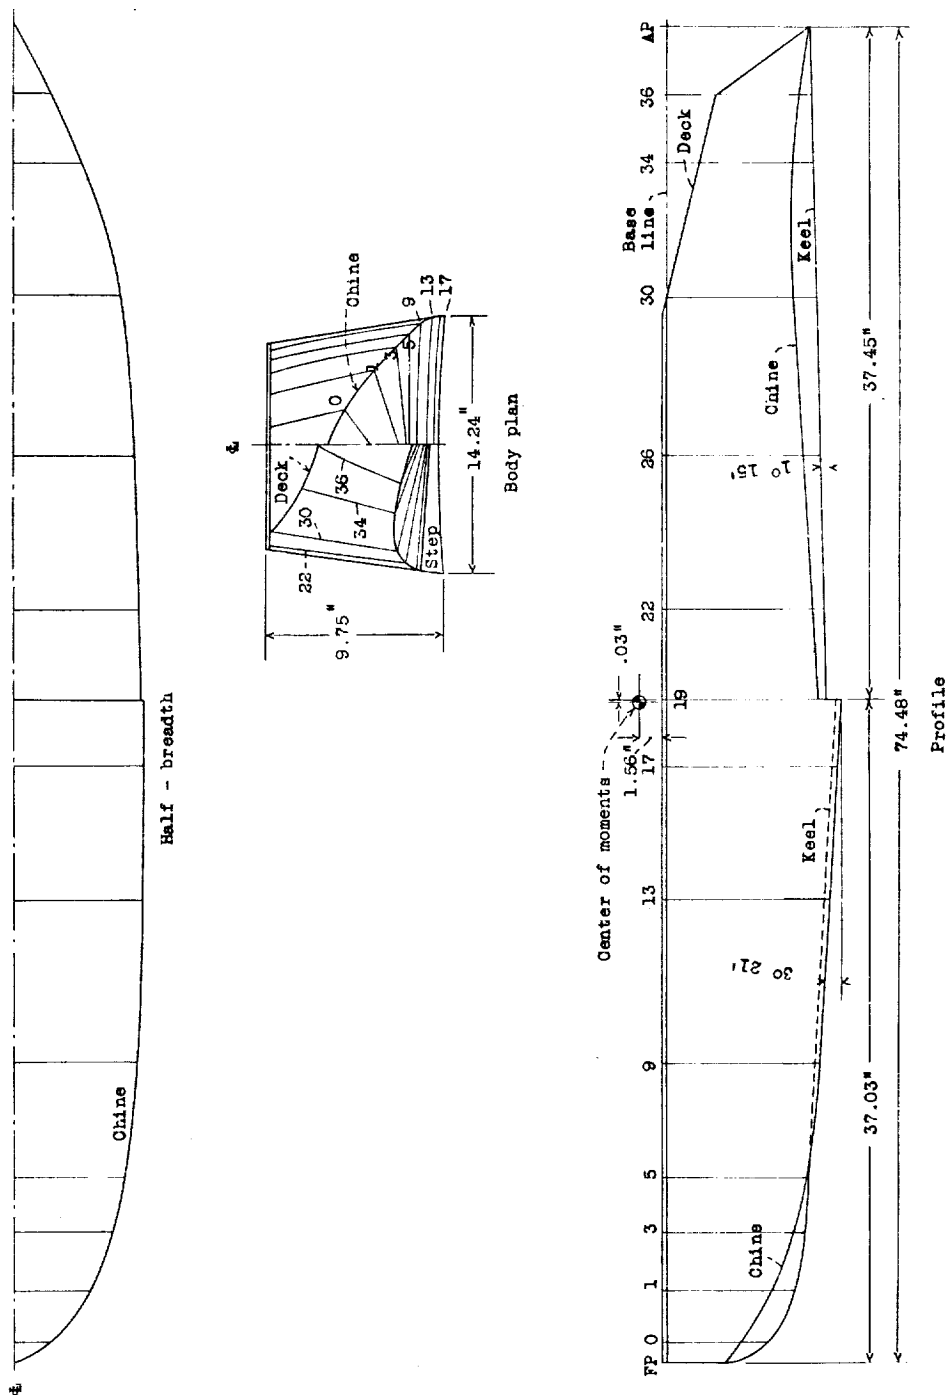 ℄
℄
Chine
Half - breadth
℄
0
1
3
5
9
13
17
Chine
Deck
36
34
30
22
Step
9.75"
14.24"
Body plan
FP
0
1
3
5
9
13
17
19
22
26
30
34
36
AP
Base line
Deck
Center of moments
1.56"
.03"
Chine
Keel
3° 21'
Chine
Keel
1° 15'
37.03"
37.45"
74.48"
Profile